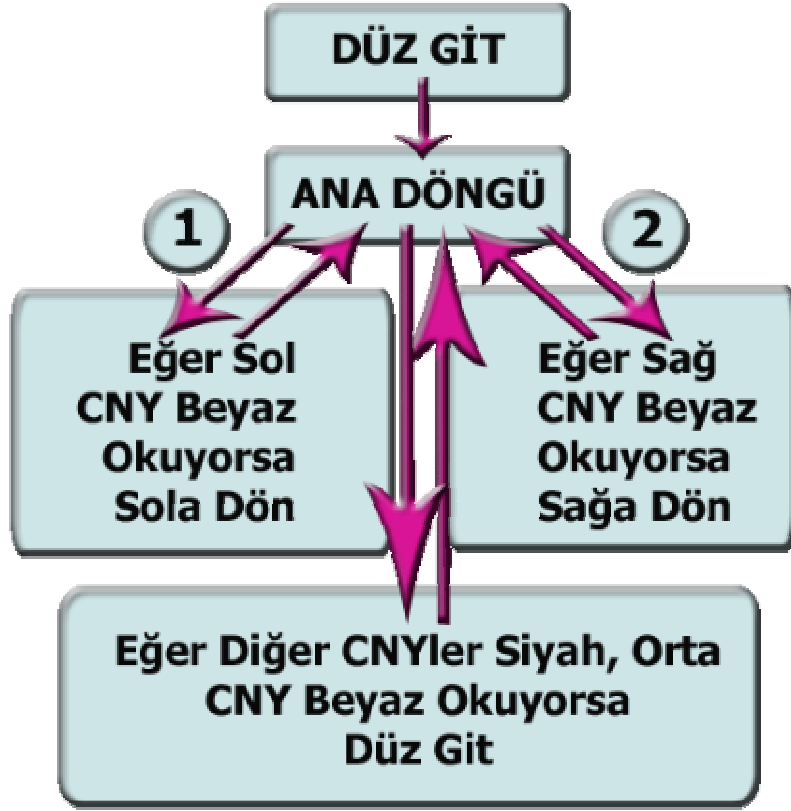 DÜZ GİT
ANA DÖNGÜ
1
2
Eğer Sol
CNY Beyaz
Okuyorsa
Sola Dön
Eğer Sağ
CNY Beyaz
Okuyorsa
Sağa Dön
Eğer Diğer CNYler Siyah, Orta
CNY Beyaz Okuyorsa
Düz Git